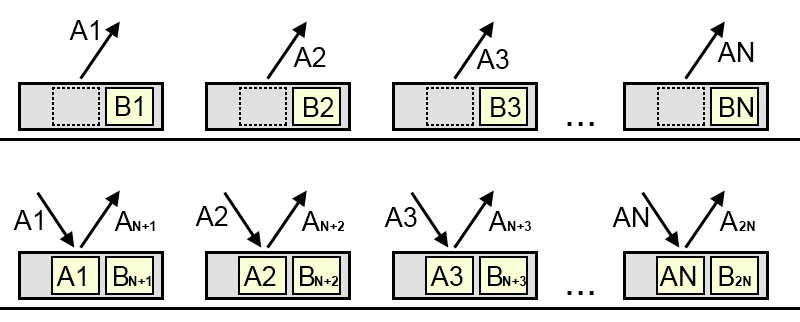 A1 A2 A3 AN
B1 B2 B3 ... BN
A1 AN+1 A2 AN+2 A3 AN+3 AN A2N
A1 BN+1 A2 BN+2 A3 BN+3 ... AN B2N